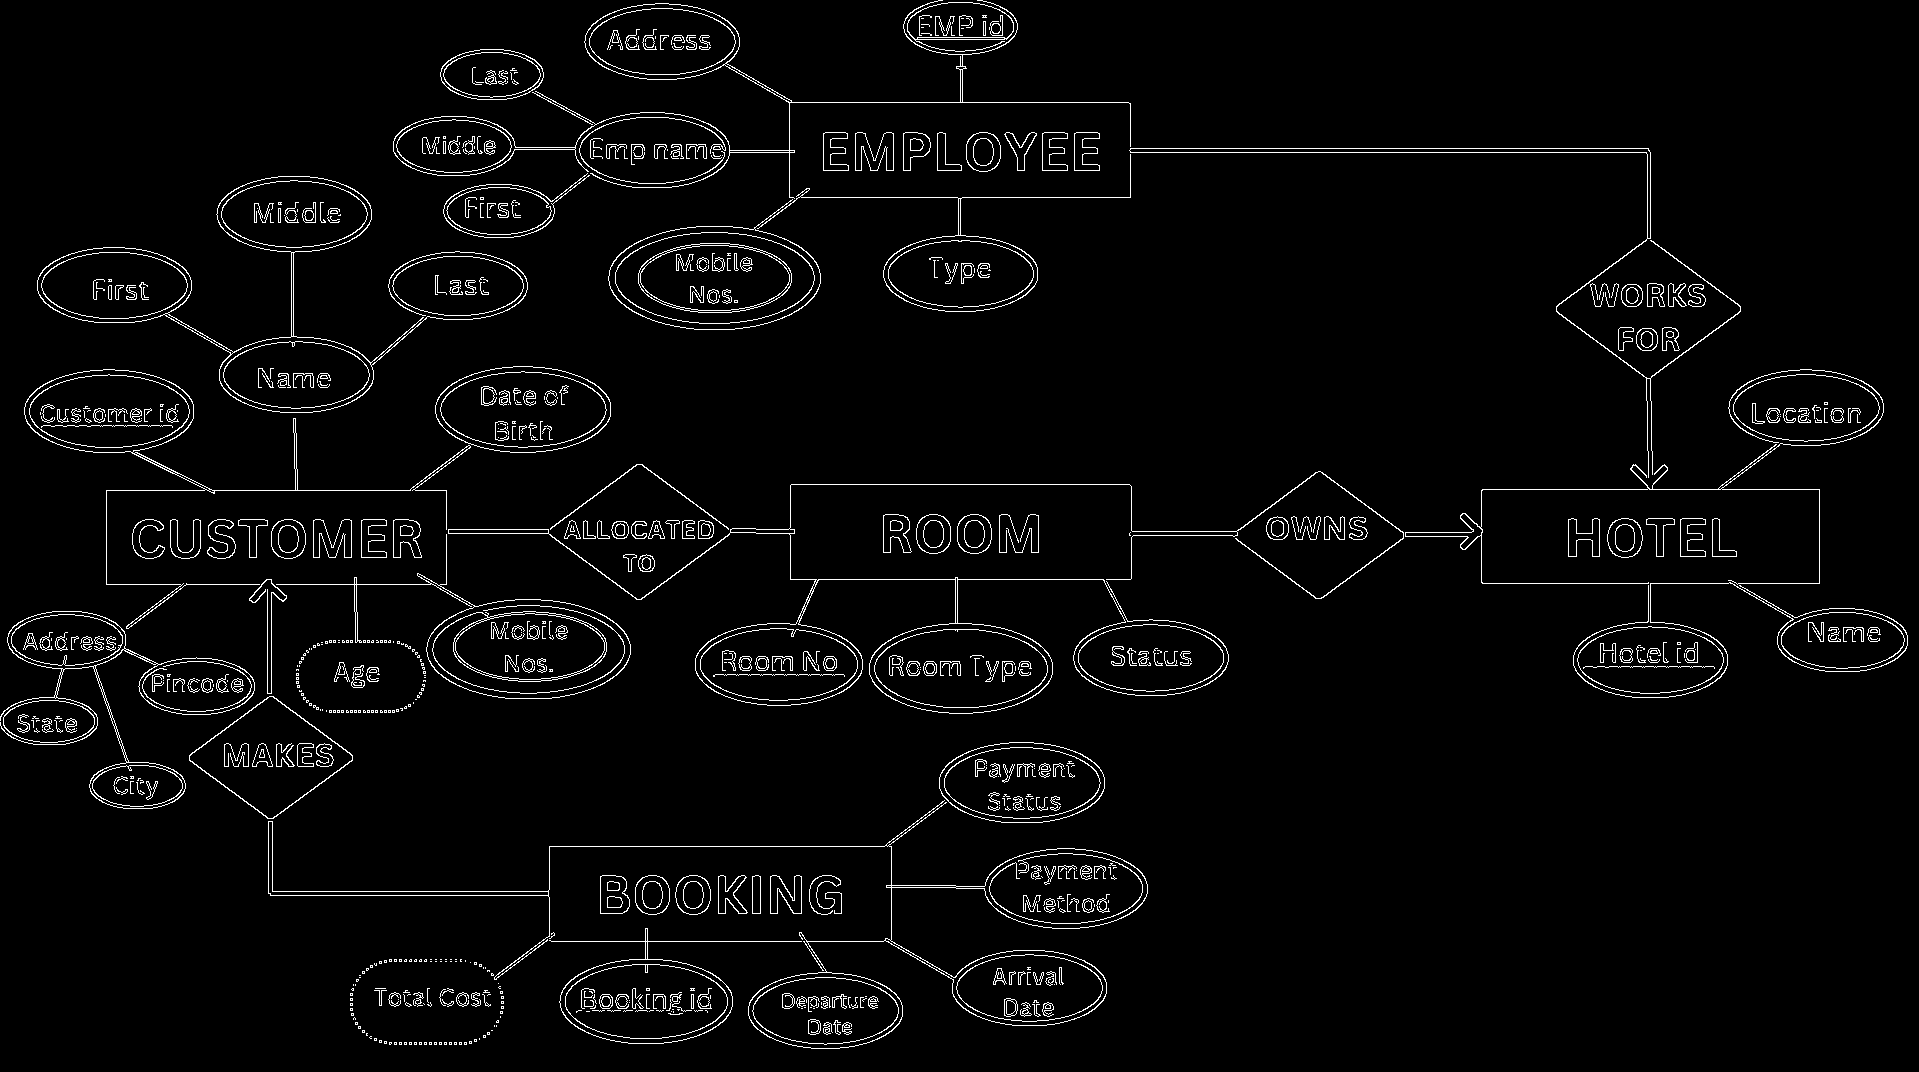 EMP id
Address
Last
Middle
Emp name
First
EMPLOYEE
Mobile
Nos.
Type
WORKS
FOR
Middle
First
Last
Name
Customer id
Date of
Birth
Location
CUSTOMER
ALLOCATED
TO
ROOM
OWNS
HOTEL
Address
Pincode
State
City
Age
Mobile
Nos.
Room No
Room Type
Status
Hotel id
Name
MAKES
Payment
Status
BOOKING
Payment
Method
Total Cost
Booking id
Departure
Date
Arrival
Date